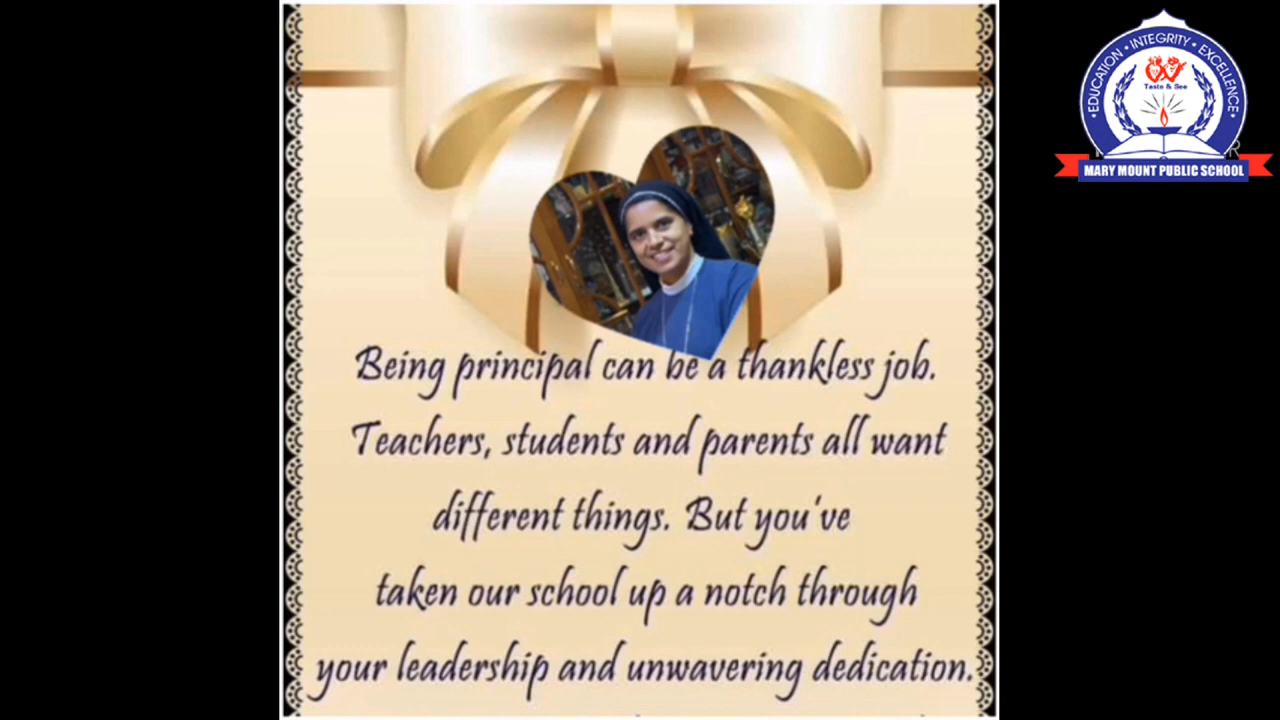 EDUCATION • INTEGRITY • EXCELLENCE
Taste & See
MARY MOUNT PUBLIC SCHOOL
Being principal can be a thankless job.
Teachers, students and parents all want
different things. But you've
taken our school up a notch through
your leadership and unwavering dedication.